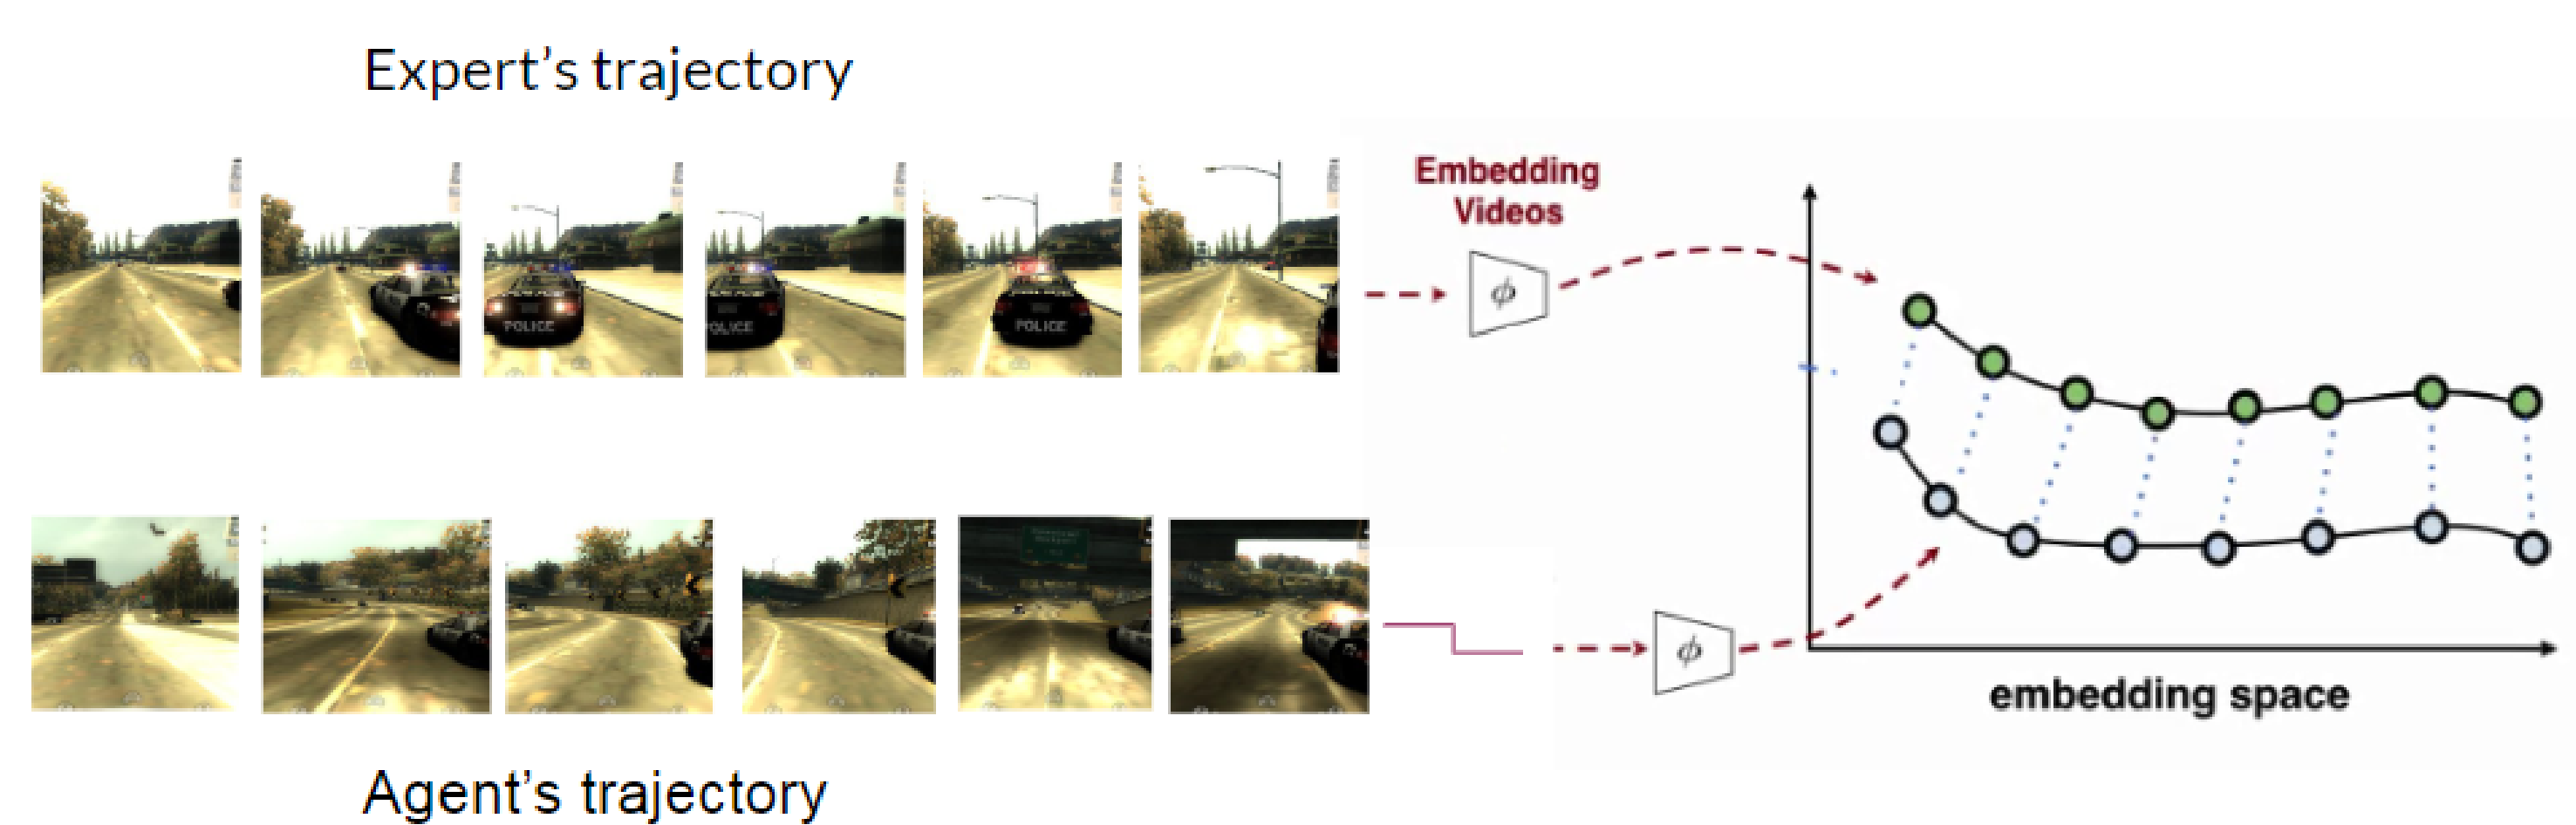 Expert's trajectory
Embedding
Videos
POLICE
POLICE
POLICE
ϕ
ϕ
embedding space
Agent's trajectory